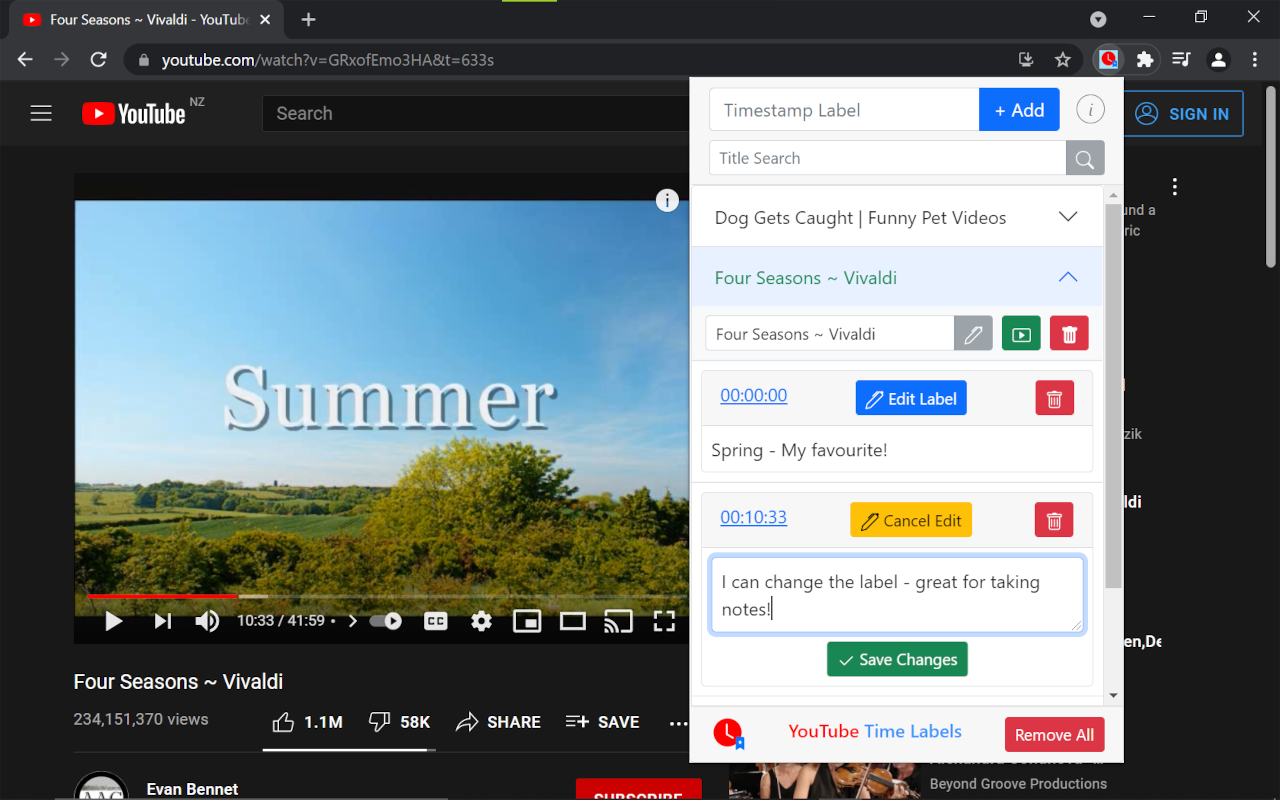 Four Seasons ~ Vivaldi - YouTube
youtube.com/watch?v=GRxofEmo3HA&t=633s
YouTube NZ
Search
SIGN IN
Timestamp Label
+ Add
i
Title Search
Dog Gets Caught | Funny Pet Videos
Four Seasons ~ Vivaldi
Four Seasons ~ Vivaldi
00:00:00
Edit Label
Spring - My favourite!
00:10:33
Cancel Edit
I can change the label - great for taking
notes!
Save Changes
YouTube Time Labels
Remove All
i
Summer
10:33 / 41:59 •
CC
Four Seasons ~ Vivaldi
234,151,370 views
1.1M
58K
SHARE
SAVE
Evan Bennet
SUBSCRIBE
und a
ric
zik
ldi
en,De
Beyond Groove Productions